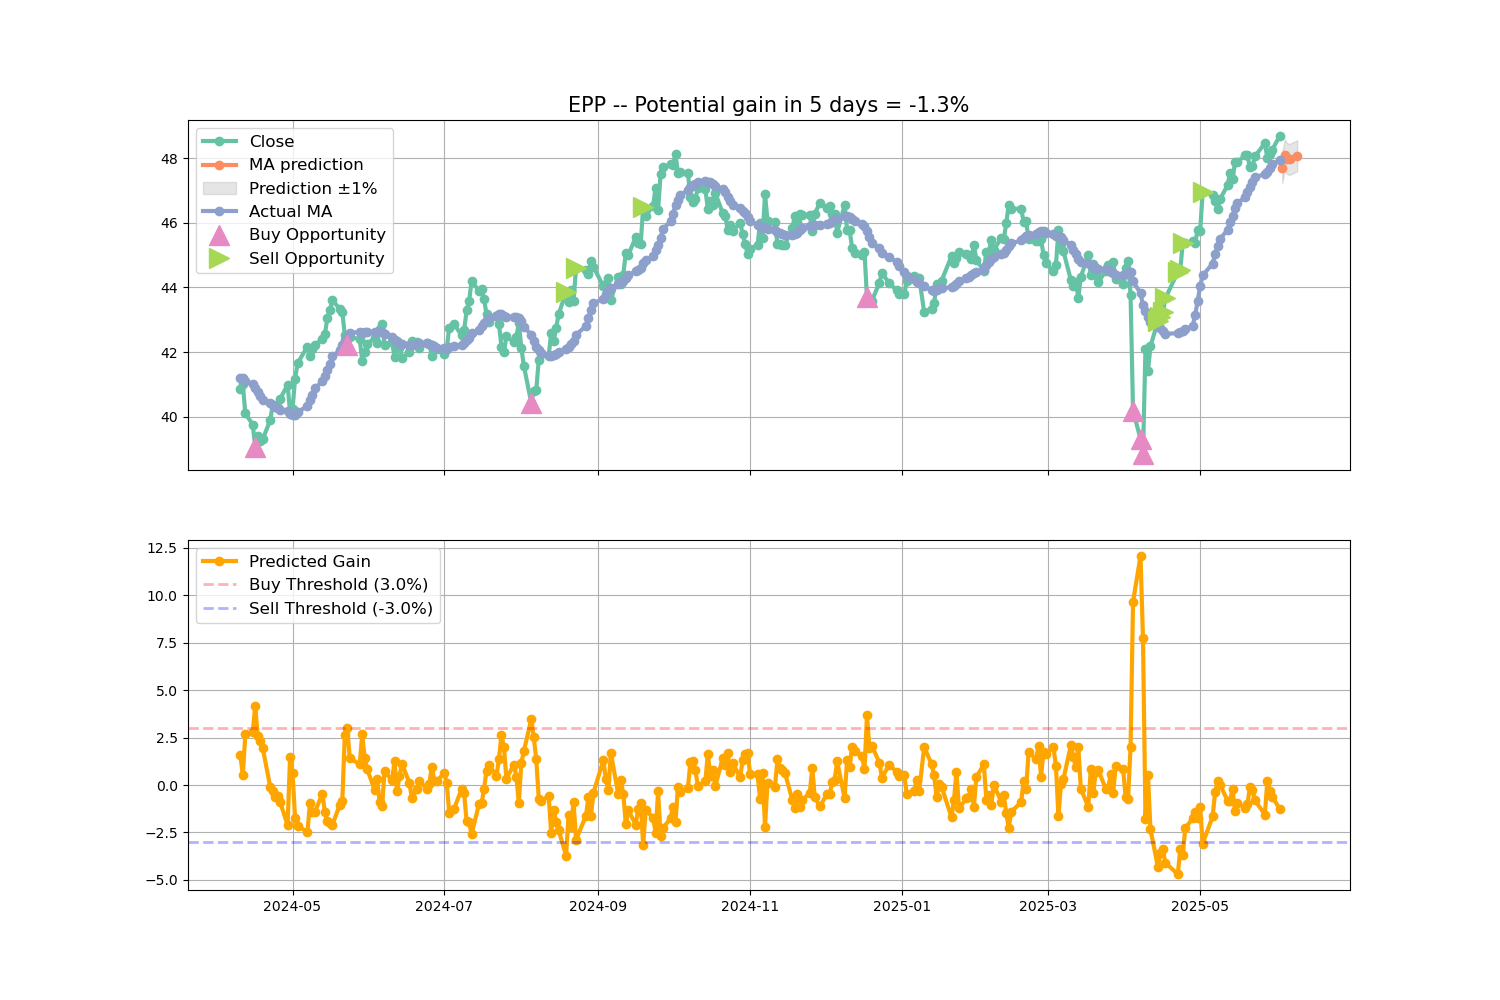 EPP -- Potential gain in 5 days = -1.3%
Close
MA prediction
Prediction ±1%
Actual MA
Buy Opportunity
Sell Opportunity
48
46
44
42
40
Predicted Gain
Buy Threshold (3.0%)
Sell Threshold (-3.0%)
12.5
10.0
7.5
5.0
2.5
0.0
−2.5
−5.0
2024-05 2024-07 2024-09 2024-11 2025-01 2025-03 2025-05